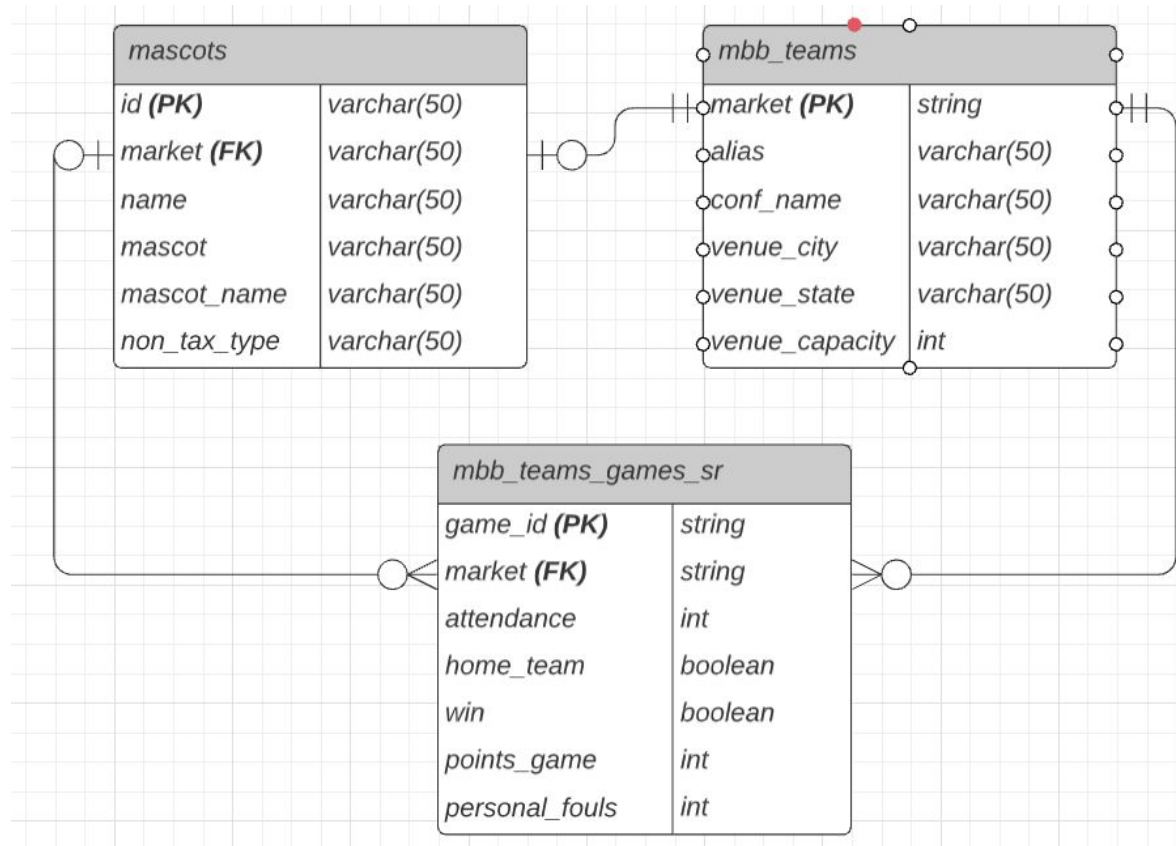 mascots
id (PK) varchar(50)
market (FK) varchar(50)
name varchar(50)
mascot varchar(50)
mascot_name varchar(50)
non_tax_type varchar(50)
mbb_teams
market (PK) string
alias varchar(50)
conf_name varchar(50)
venue_city varchar(50)
venue_state varchar(50)
venue_capacity int
mbb_teams_games_sr
game_id (PK) string
market (FK) string
attendance int
home_team boolean
win boolean
points_game int
personal_fouls int